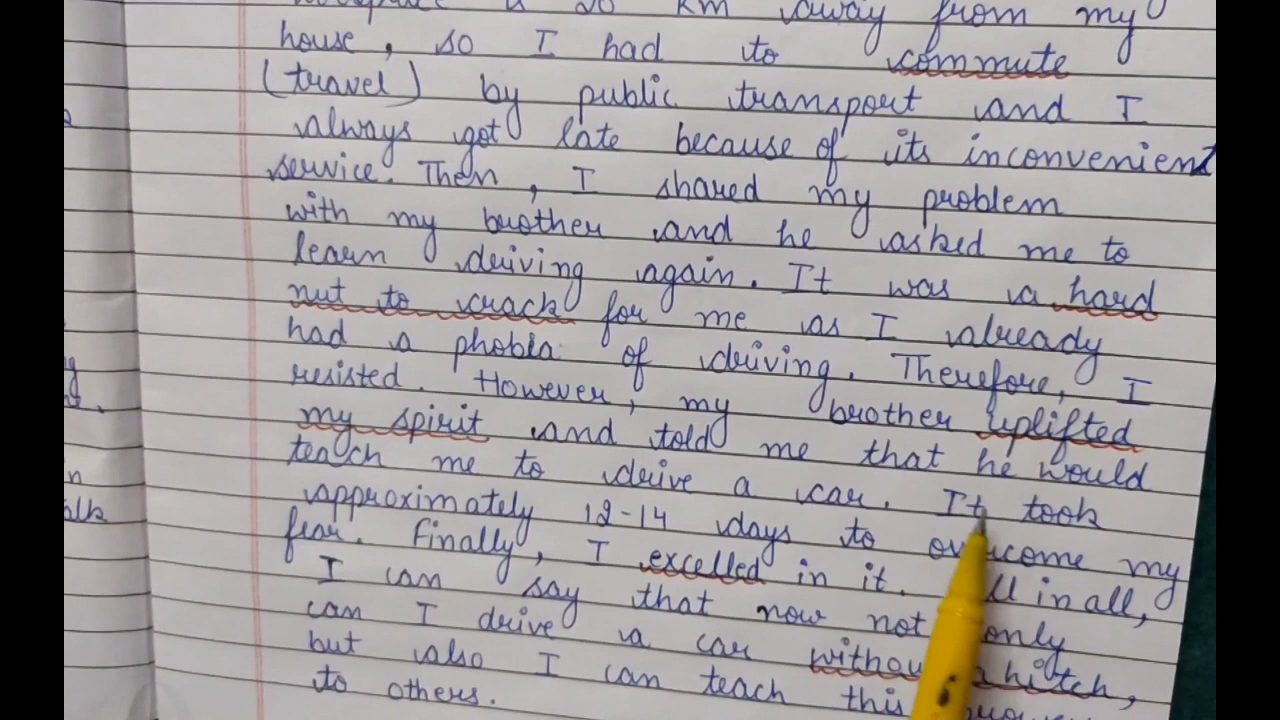 20 km away from my
house, so I had to commute
(travel) by public transport and I
always got late because of its inconvenient
service. Then, I shared my problem
with my brother and he asked me to
learn driving again. It was a hard
nut to crack for me as I already
had a phobia of driving. Therefore, I
resisted. However, my brother uplifted
my spirit and told me that he would
teach me to drive a car. It took
approximately 12-14 days to overcome my
fear. Finally, I excelled in it. all in all,
I can say that now not only
can I drive a car without a hitch,
but also I can teach this
to others.